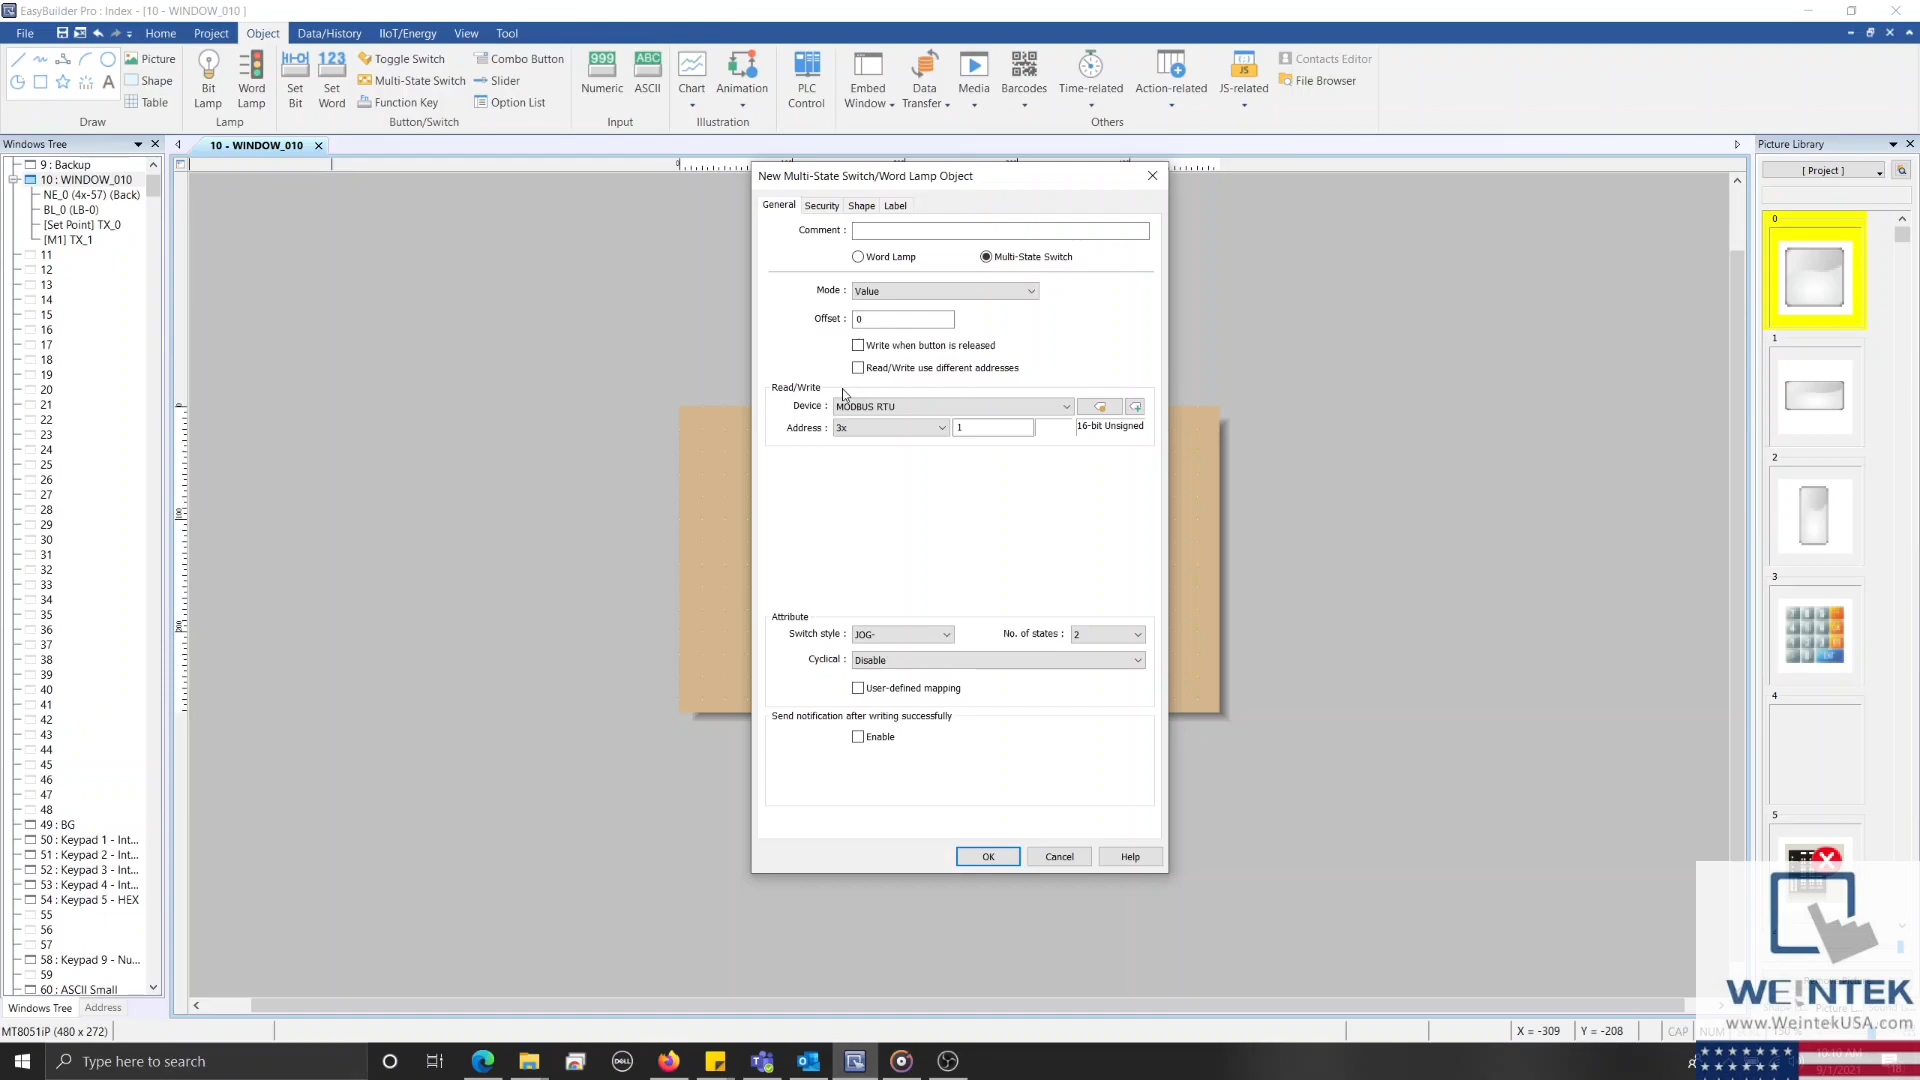 EasyBuilder Pro : Index - [10 - WINDOW_010 ]
File Home Project Object Data/History IIoT/Energy View Tool
Picture
Shape
Table
Draw
Bit Lamp
Word Lamp
Lamp
Set Bit
Set Word
Toggle Switch
Multi-State Switch
Function Key
Combo Button
Slider
Option List
Button/Switch
999
Numeric
ABC
ASCII
Input
Chart
Animation
Illustration
PLC Control
Embed Window
Data Transfer
Media
Barcodes
Time-related
Action-related
JS
JS-related
Contacts Editor
File Browser
Others
Windows Tree
9 : Backup
10 : WINDOW_010
NE_0 (4x-57) (Back)
BL_0 (LB-0)
[Set Point] TX_0
[M1] TX_1
11
12
13
14
15
16
17
18
19
20
21
22
23
24
25
26
27
28
29
30
31
32
33
34
35
36
37
38
39
40
41
42
43
44
45
46
47
48
49 : BG
50 : Keypad 1 - Int...
51 : Keypad 2 - Int...
52 : Keypad 3 - Int...
53 : Keypad 4 - Int...
54 : Keypad 5 - HEX
55
56
57
58 : Keypad 9 - Nu...
59
60 : ASCII Small
Windows Tree Address
10 - WINDOW_010
New Multi-State Switch/Word Lamp Object
General Security Shape Label
Comment :
Word Lamp Multi-State Switch
Mode : Value
Offset : 0
Write when button is released
Read/Write use different addresses
Read/Write
Device : MODBUS RTU
Address : 3x 1 16-bit Unsigned
Attribute
Switch style : JOG- No. of states : 2
Cyclical : Disable
User-defined mapping
Send notification after writing successfully
Enable
OK Cancel Help
Picture Library
[ Project ]
0
1
2
3
4
5
WEINTEK
www.WeintekUSA.com
MT8051iP (480 x 272)
X = -309 Y = -208 CAP NUM
Type here to search
DELL
10:10 AM
9/1/2021